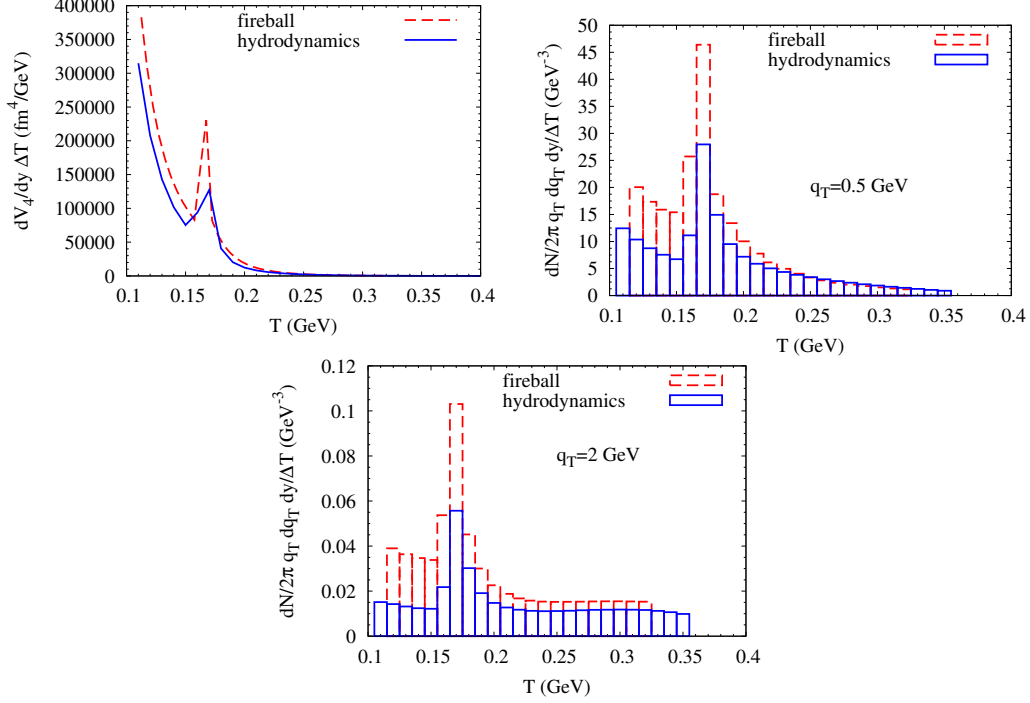 400000
350000
300000
250000
200000
150000
100000
50000
0
dV4/dy ΔT (fm^4/GeV)
fireball
hydrodynamics
0.1 0.15 0.2 0.25 0.3 0.35 0.4
T (GeV)
50
45
40
35
30
25
20
15
10
5
0
dN/2π qT dqT dy/ΔT (GeV^-3)
fireball
hydrodynamics
qT=0.5 GeV
0.1 0.15 0.2 0.25 0.3 0.35 0.4
T (GeV)
0.12
0.1
0.08
0.06
0.04
0.02
0
dN/2π qT dqT dy/ΔT (GeV^-3)
fireball
hydrodynamics
qT=2 GeV
0.1 0.15 0.2 0.25 0.3 0.35 0.4
T (GeV)